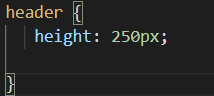 header {
    height: 250px;
}